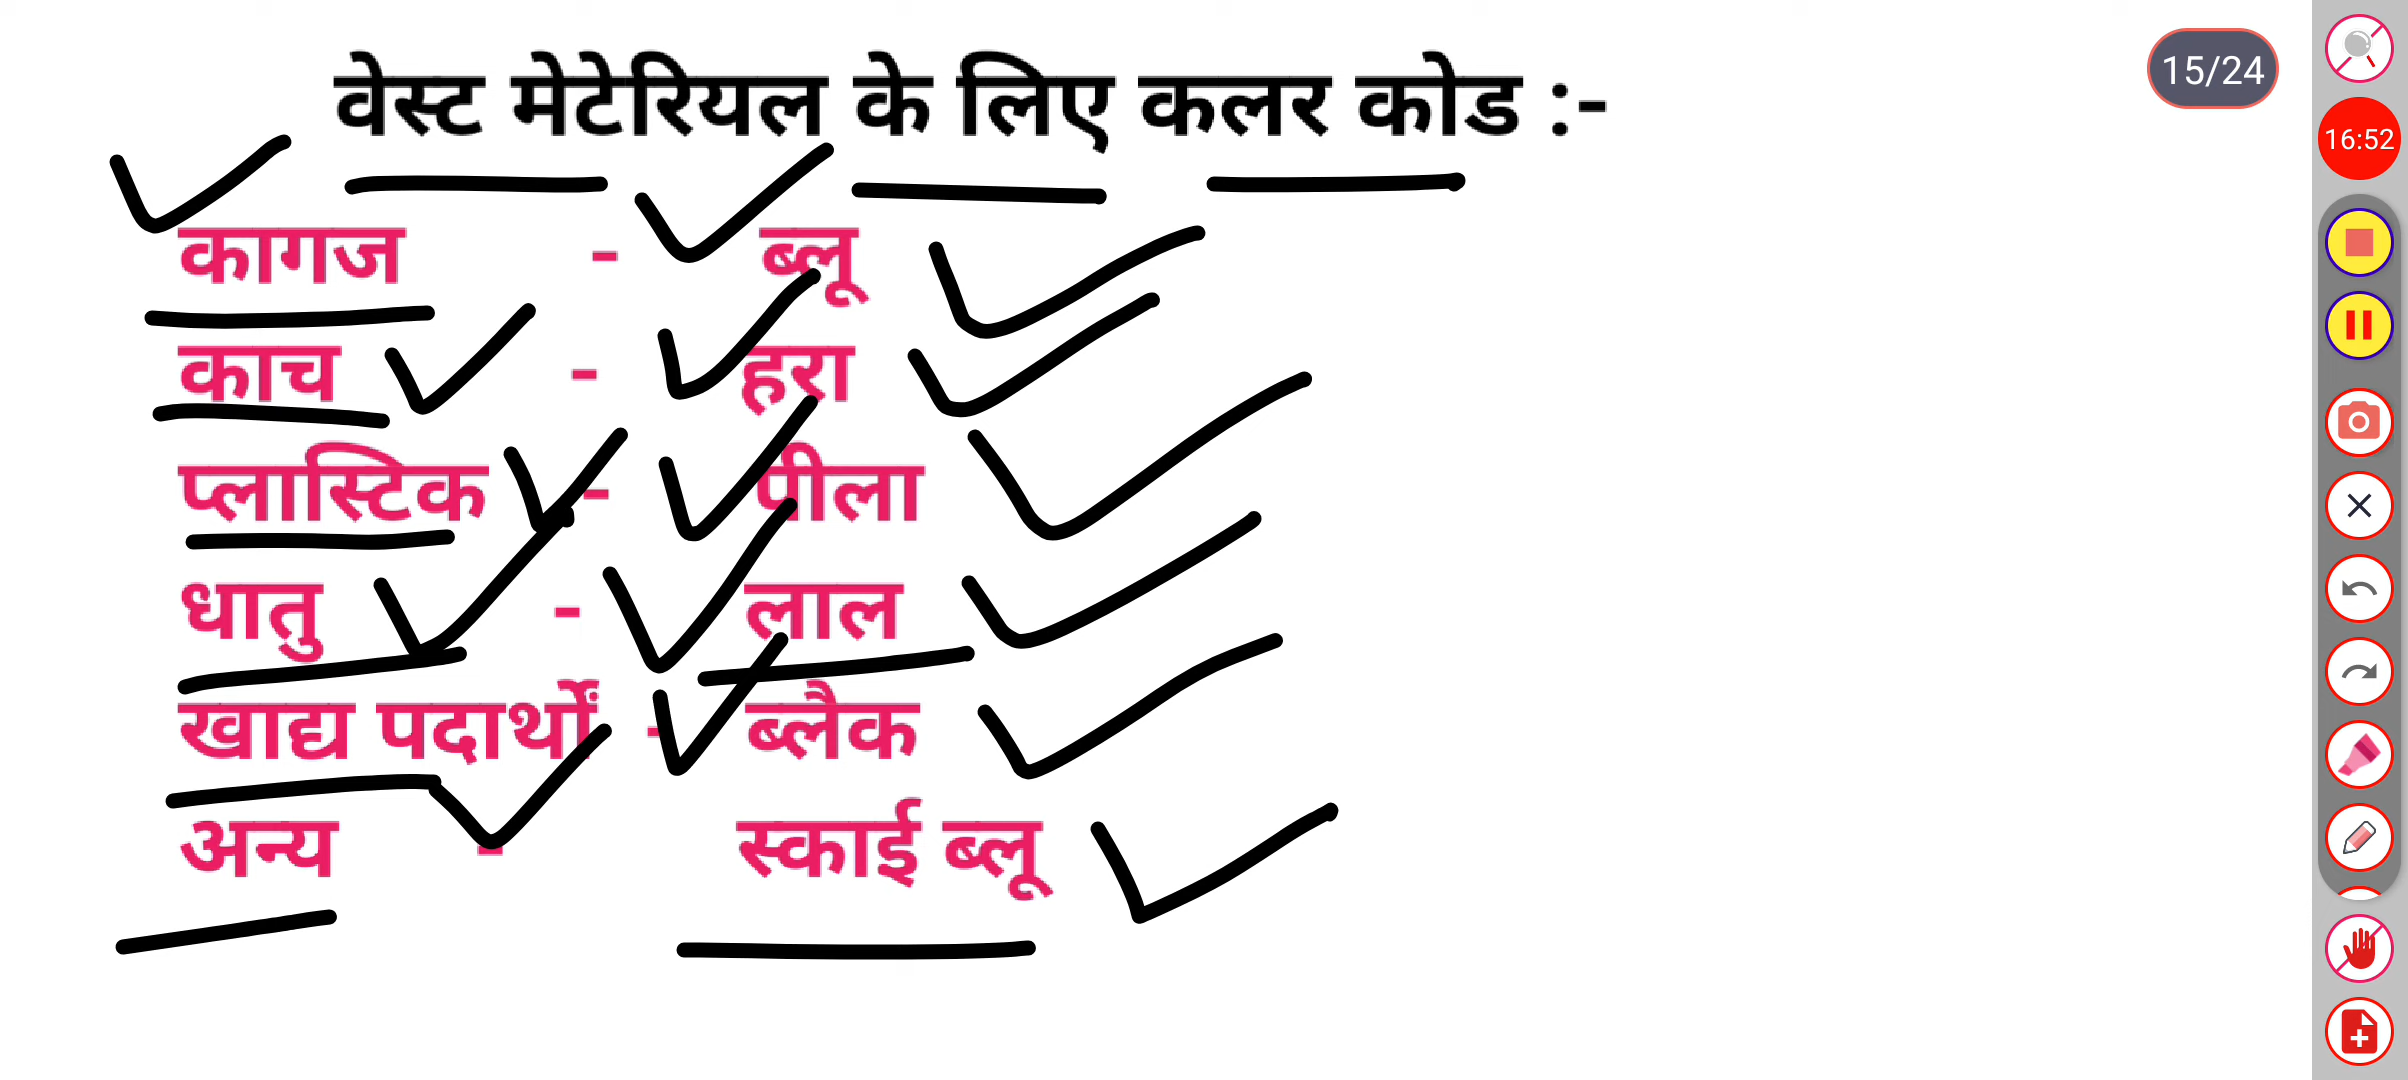 वेस्ट मेटेरियल के लिए कलर कोड :-
15/24
16:52
कागज - ब्लू
काच - हरा
प्लास्टिक - पीला
धातु - लाल
खाद्य पदार्थों - ब्लैक
अन्य - स्काई ब्लू